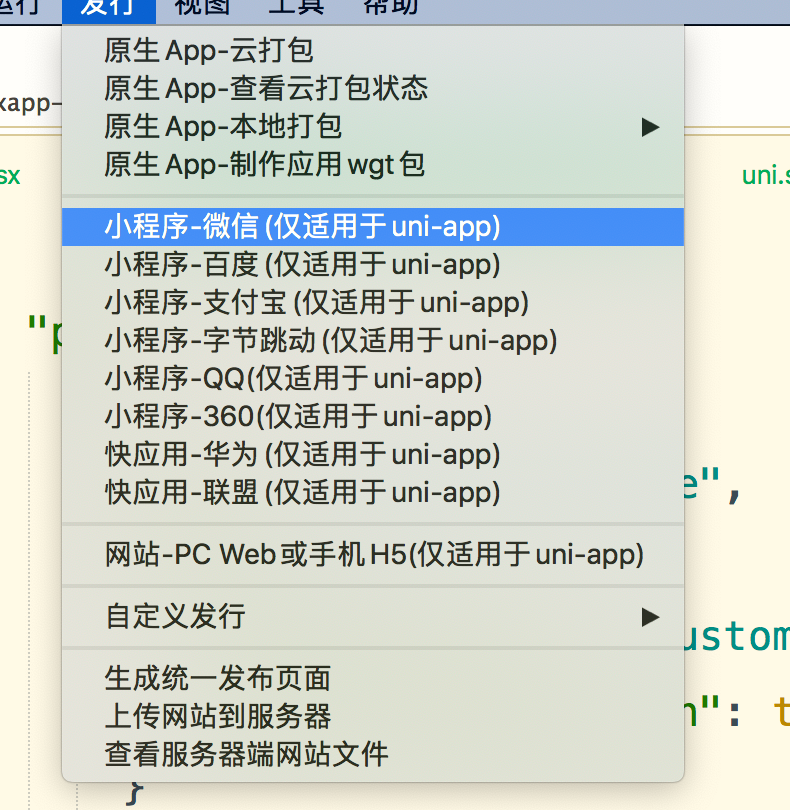 运行 发行 视图 工具 帮助
原生App-云打包
原生App-查看云打包状态
xapp-
原生App-本地打包
原生App-制作应用wgt包
sx
uni.s
小程序-微信(仅适用于uni-app)
小程序-百度(仅适用于uni-app)
小程序-支付宝(仅适用于uni-app)
"p
小程序-字节跳动(仅适用于uni-app)
小程序-QQ(仅适用于uni-app)
小程序-360(仅适用于uni-app)
快应用-华为(仅适用于uni-app)
e",
快应用-联盟(仅适用于uni-app)
网站-PC Web或手机H5(仅适用于uni-app)
自定义发行
ustom
生成统一发布页面
上传网站到服务器
n": t
查看服务器端网站文件
}